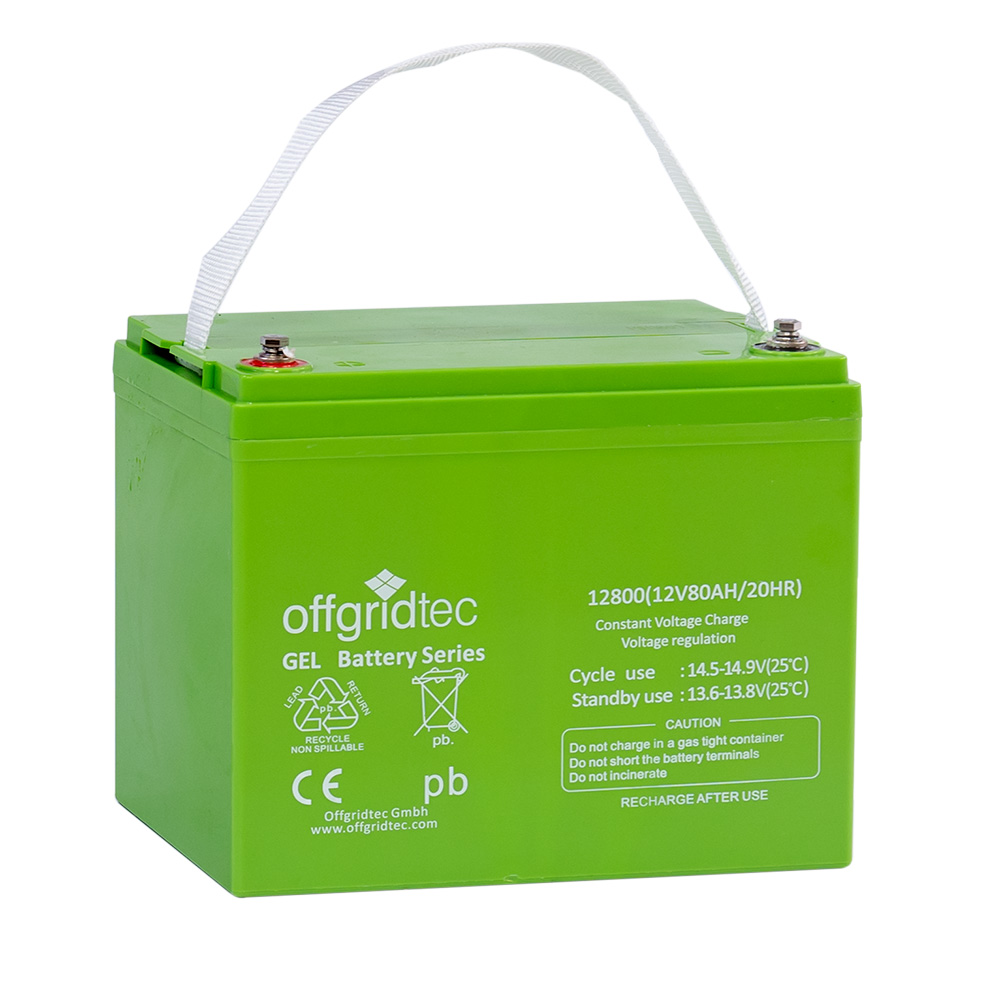 offgridtec
GEL Battery Series
LEAD RETURN
pb.
RECYCLE
NON SPILLABLE
pb.
CE pb
Offgridtec GmbH
www.offgridtec.com
12800(12V80AH/20HR)
Constant Voltage Charge
Voltage regulation
Cycle use :14.5-14.9V(25℃)
Standby use :13.6-13.8V(25℃)
CAUTION
Do not charge in a gas tight container
Do not short the battery terminals
Do not incinerate
RECHARGE AFTER USE